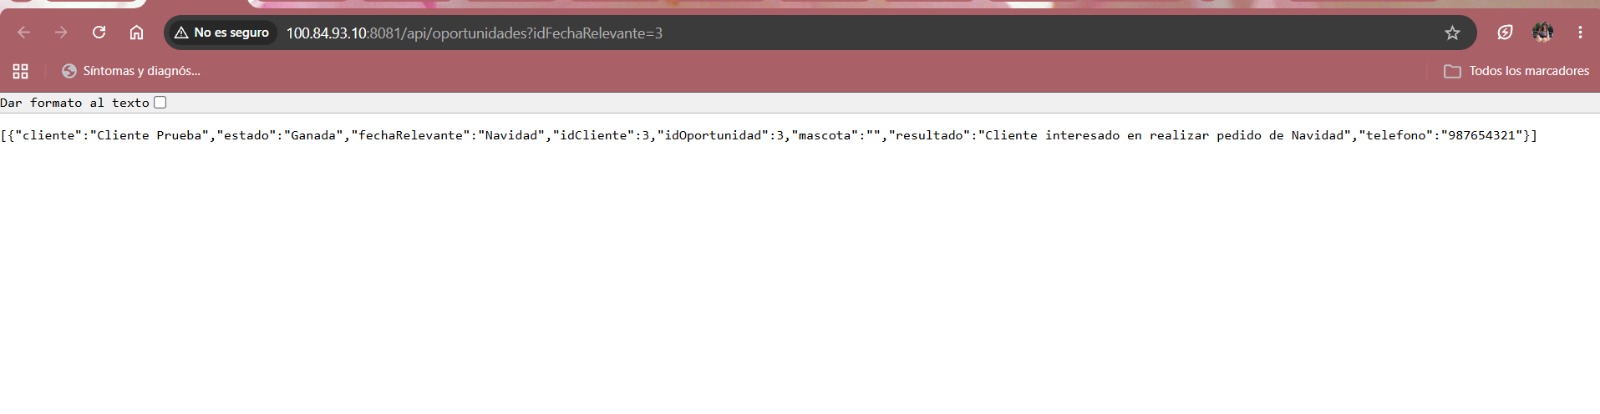 No es seguro 100.84.93.10:8081/api/oportunidades?idFechaRelevante=3
Síntomas y diagnós... Todos los marcadores
Dar formato al texto
[{"cliente":"Cliente Prueba","estado":"Ganada","fechaRelevante":"Navidad","idCliente":3,"idOportunidad":3,"mascota":"","resultado":"Cliente interesado en realizar pedido de Navidad","telefono":"987654321"}]